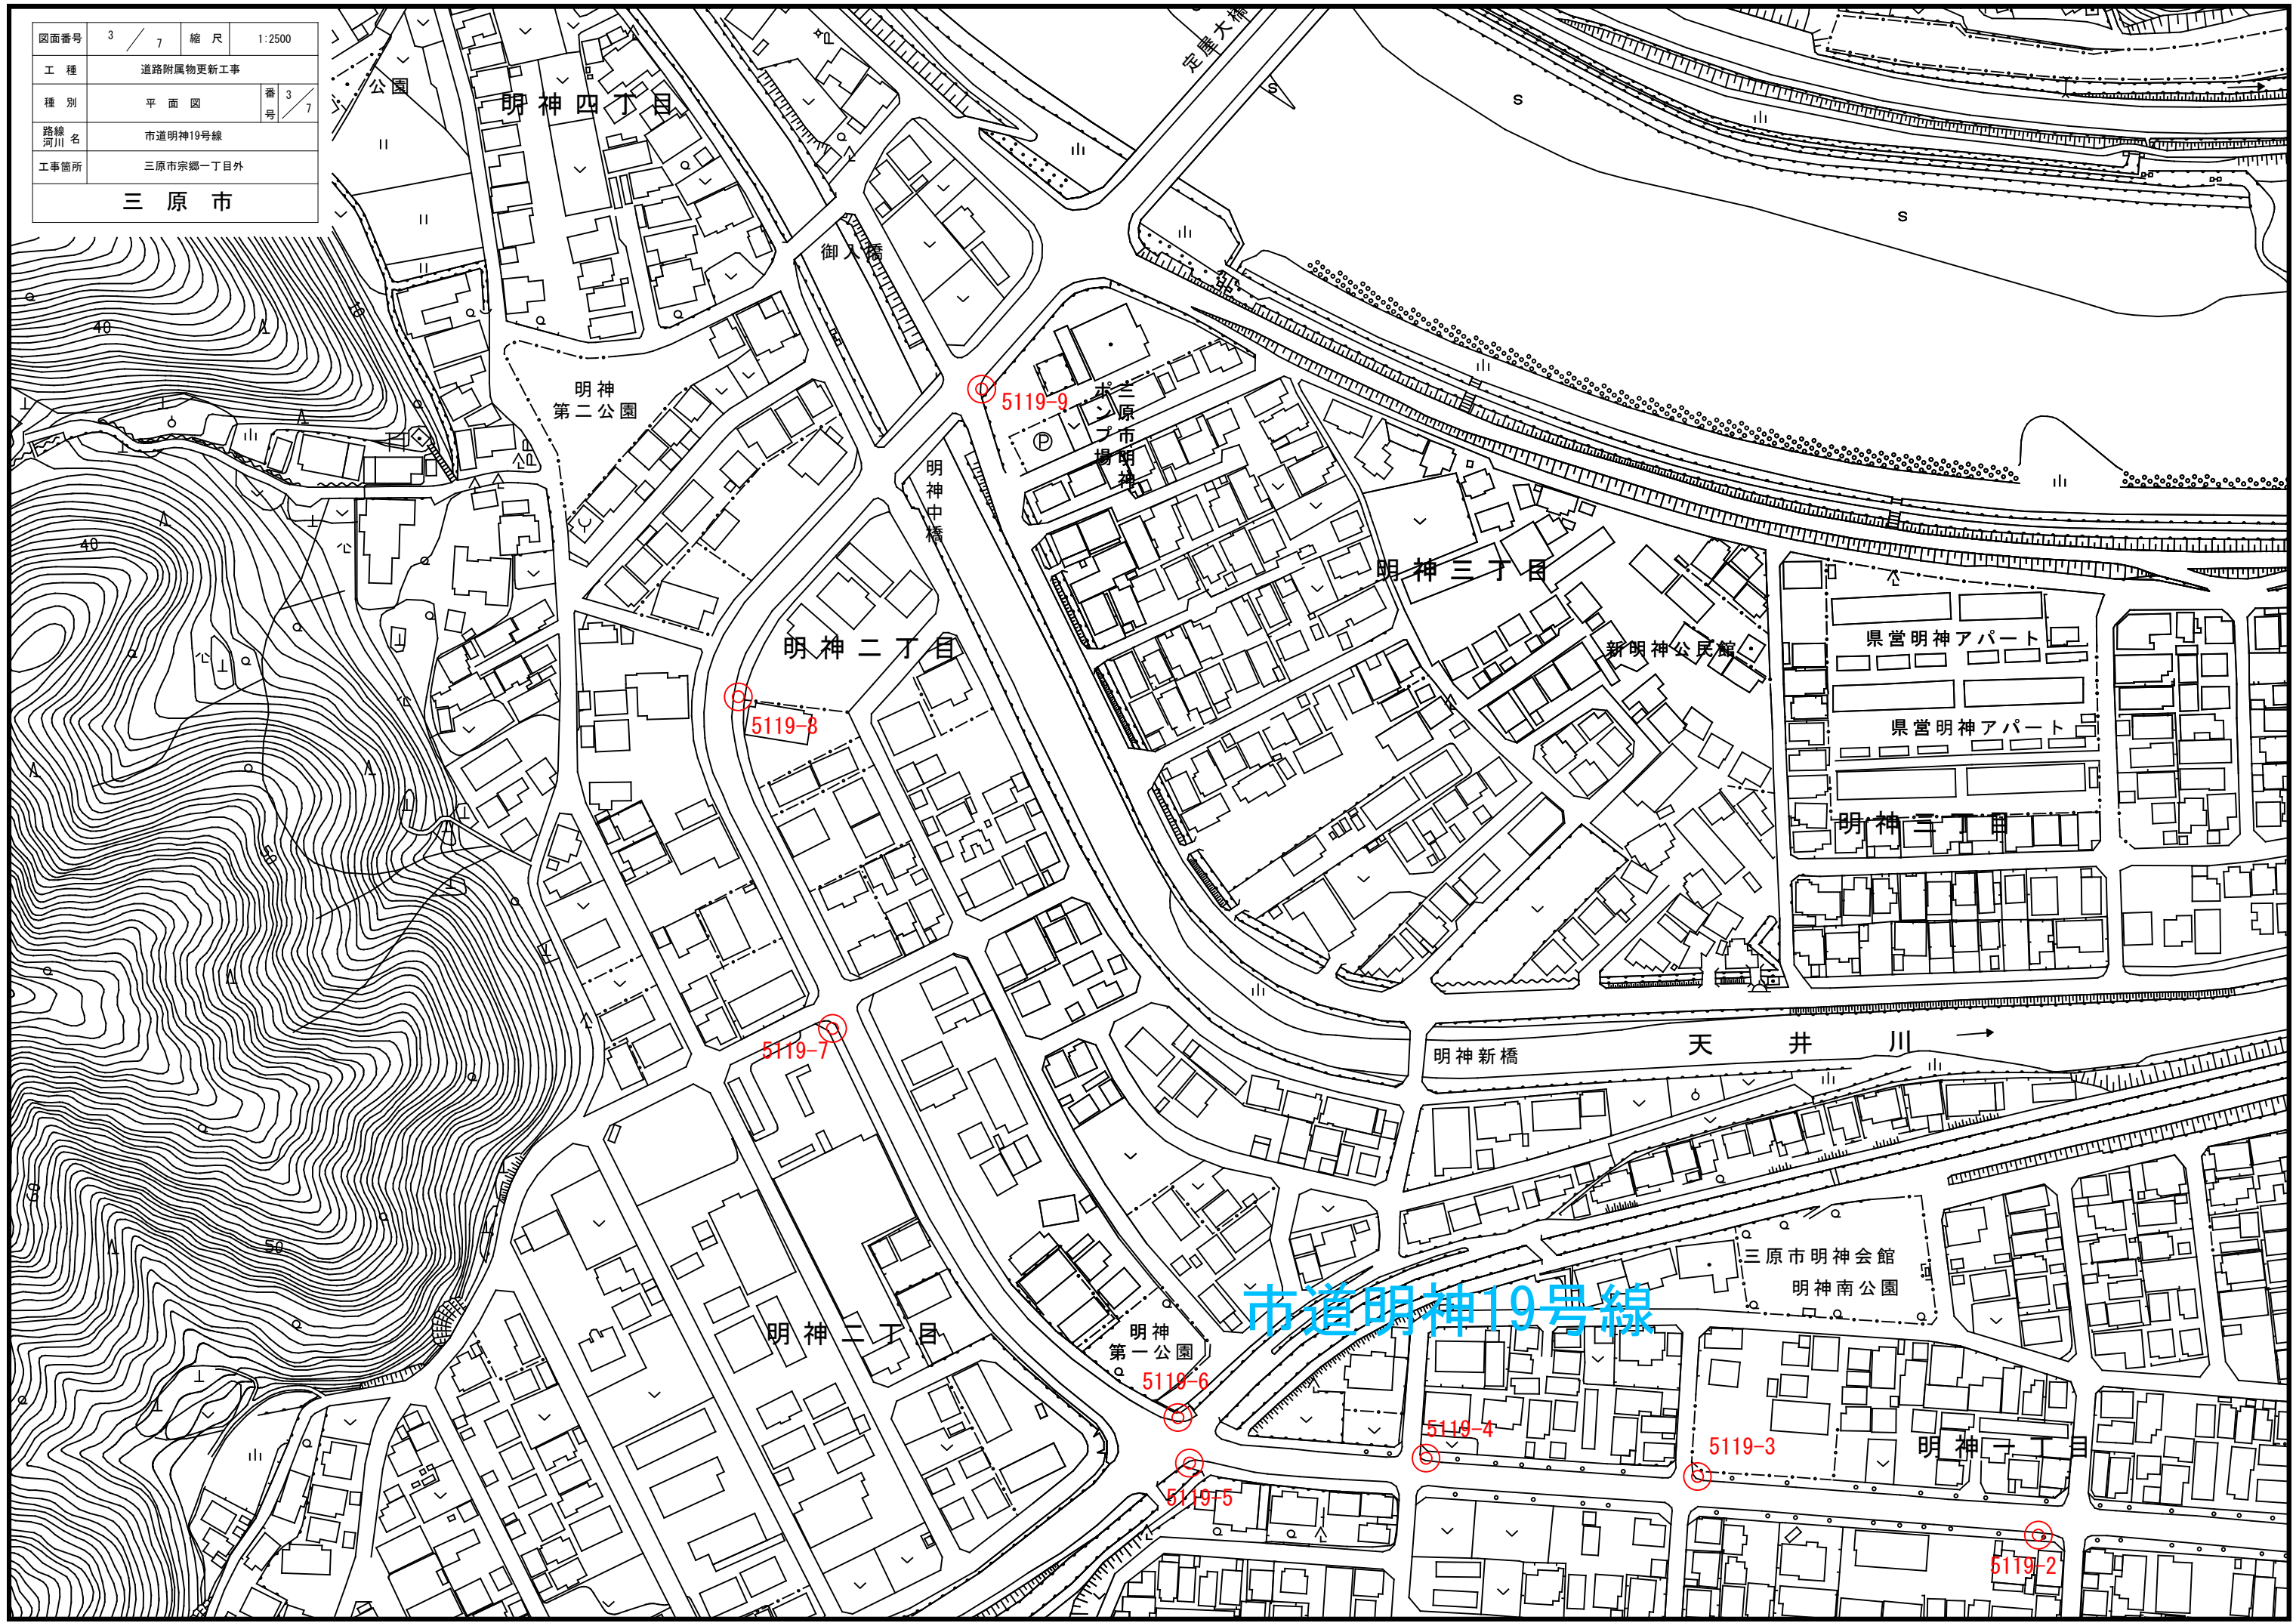 図面番号 3/7 縮尺 1:2500
工種 道路附属物更新工事
種別 平面図 番号 3/7
路線河川名 市道明神19号線
工事箇所 三原市宗郷一丁目外
三原市
公園
明神四丁目
定屋大橋
S
S
S
御入橋
40
明神
第二公園
5119-9
三原市明神
ポンプ場
P
明神中橋
40
明神三丁目
明神二丁目
新明神公民館
県営明神アパート
5119-8
県営明神アパート
明神三丁目
50
5119-7
明神新橋
天井川
50
三原市明神会館
明神南公園
市道明神19号線
明神二丁目
明神
第一公園
5119-6
5119-4
5119-3
明神一丁目
5119-5
5119-2